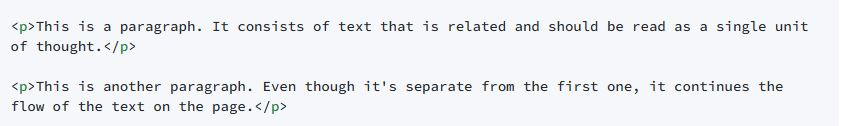 <p>This is a paragraph. It consists of text that is related and should be read as a single unit
of thought.</p>
<p>This is another paragraph. Even though it's separate from the first one, it continues the
flow of the text on the page.</p>